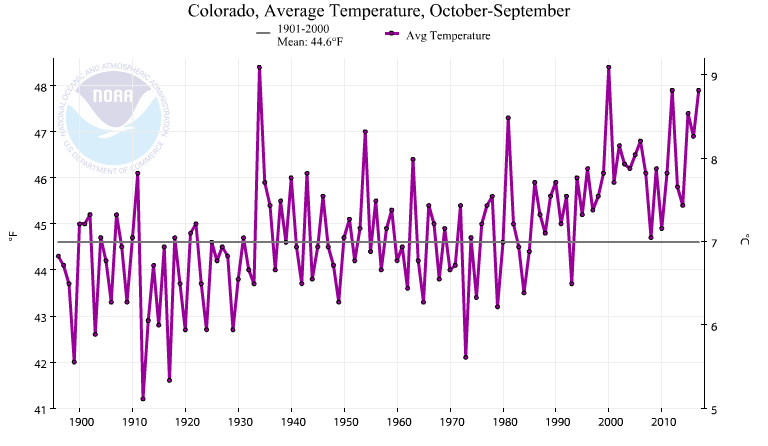 Colorado, Average Temperature, October-September
1901-2000
Mean: 44.6°F
Avg Temperature
NATIONAL OCEANIC AND ATMOSPHERIC ADMINISTRATION
NOAA
U.S. DEPARTMENT OF COMMERCE
48
47
46
45
44
43
42
41
°F
9
8
7
6
5
°C
1900 1910 1920 1930 1940 1950 1960 1970 1980 1990 2000 2010